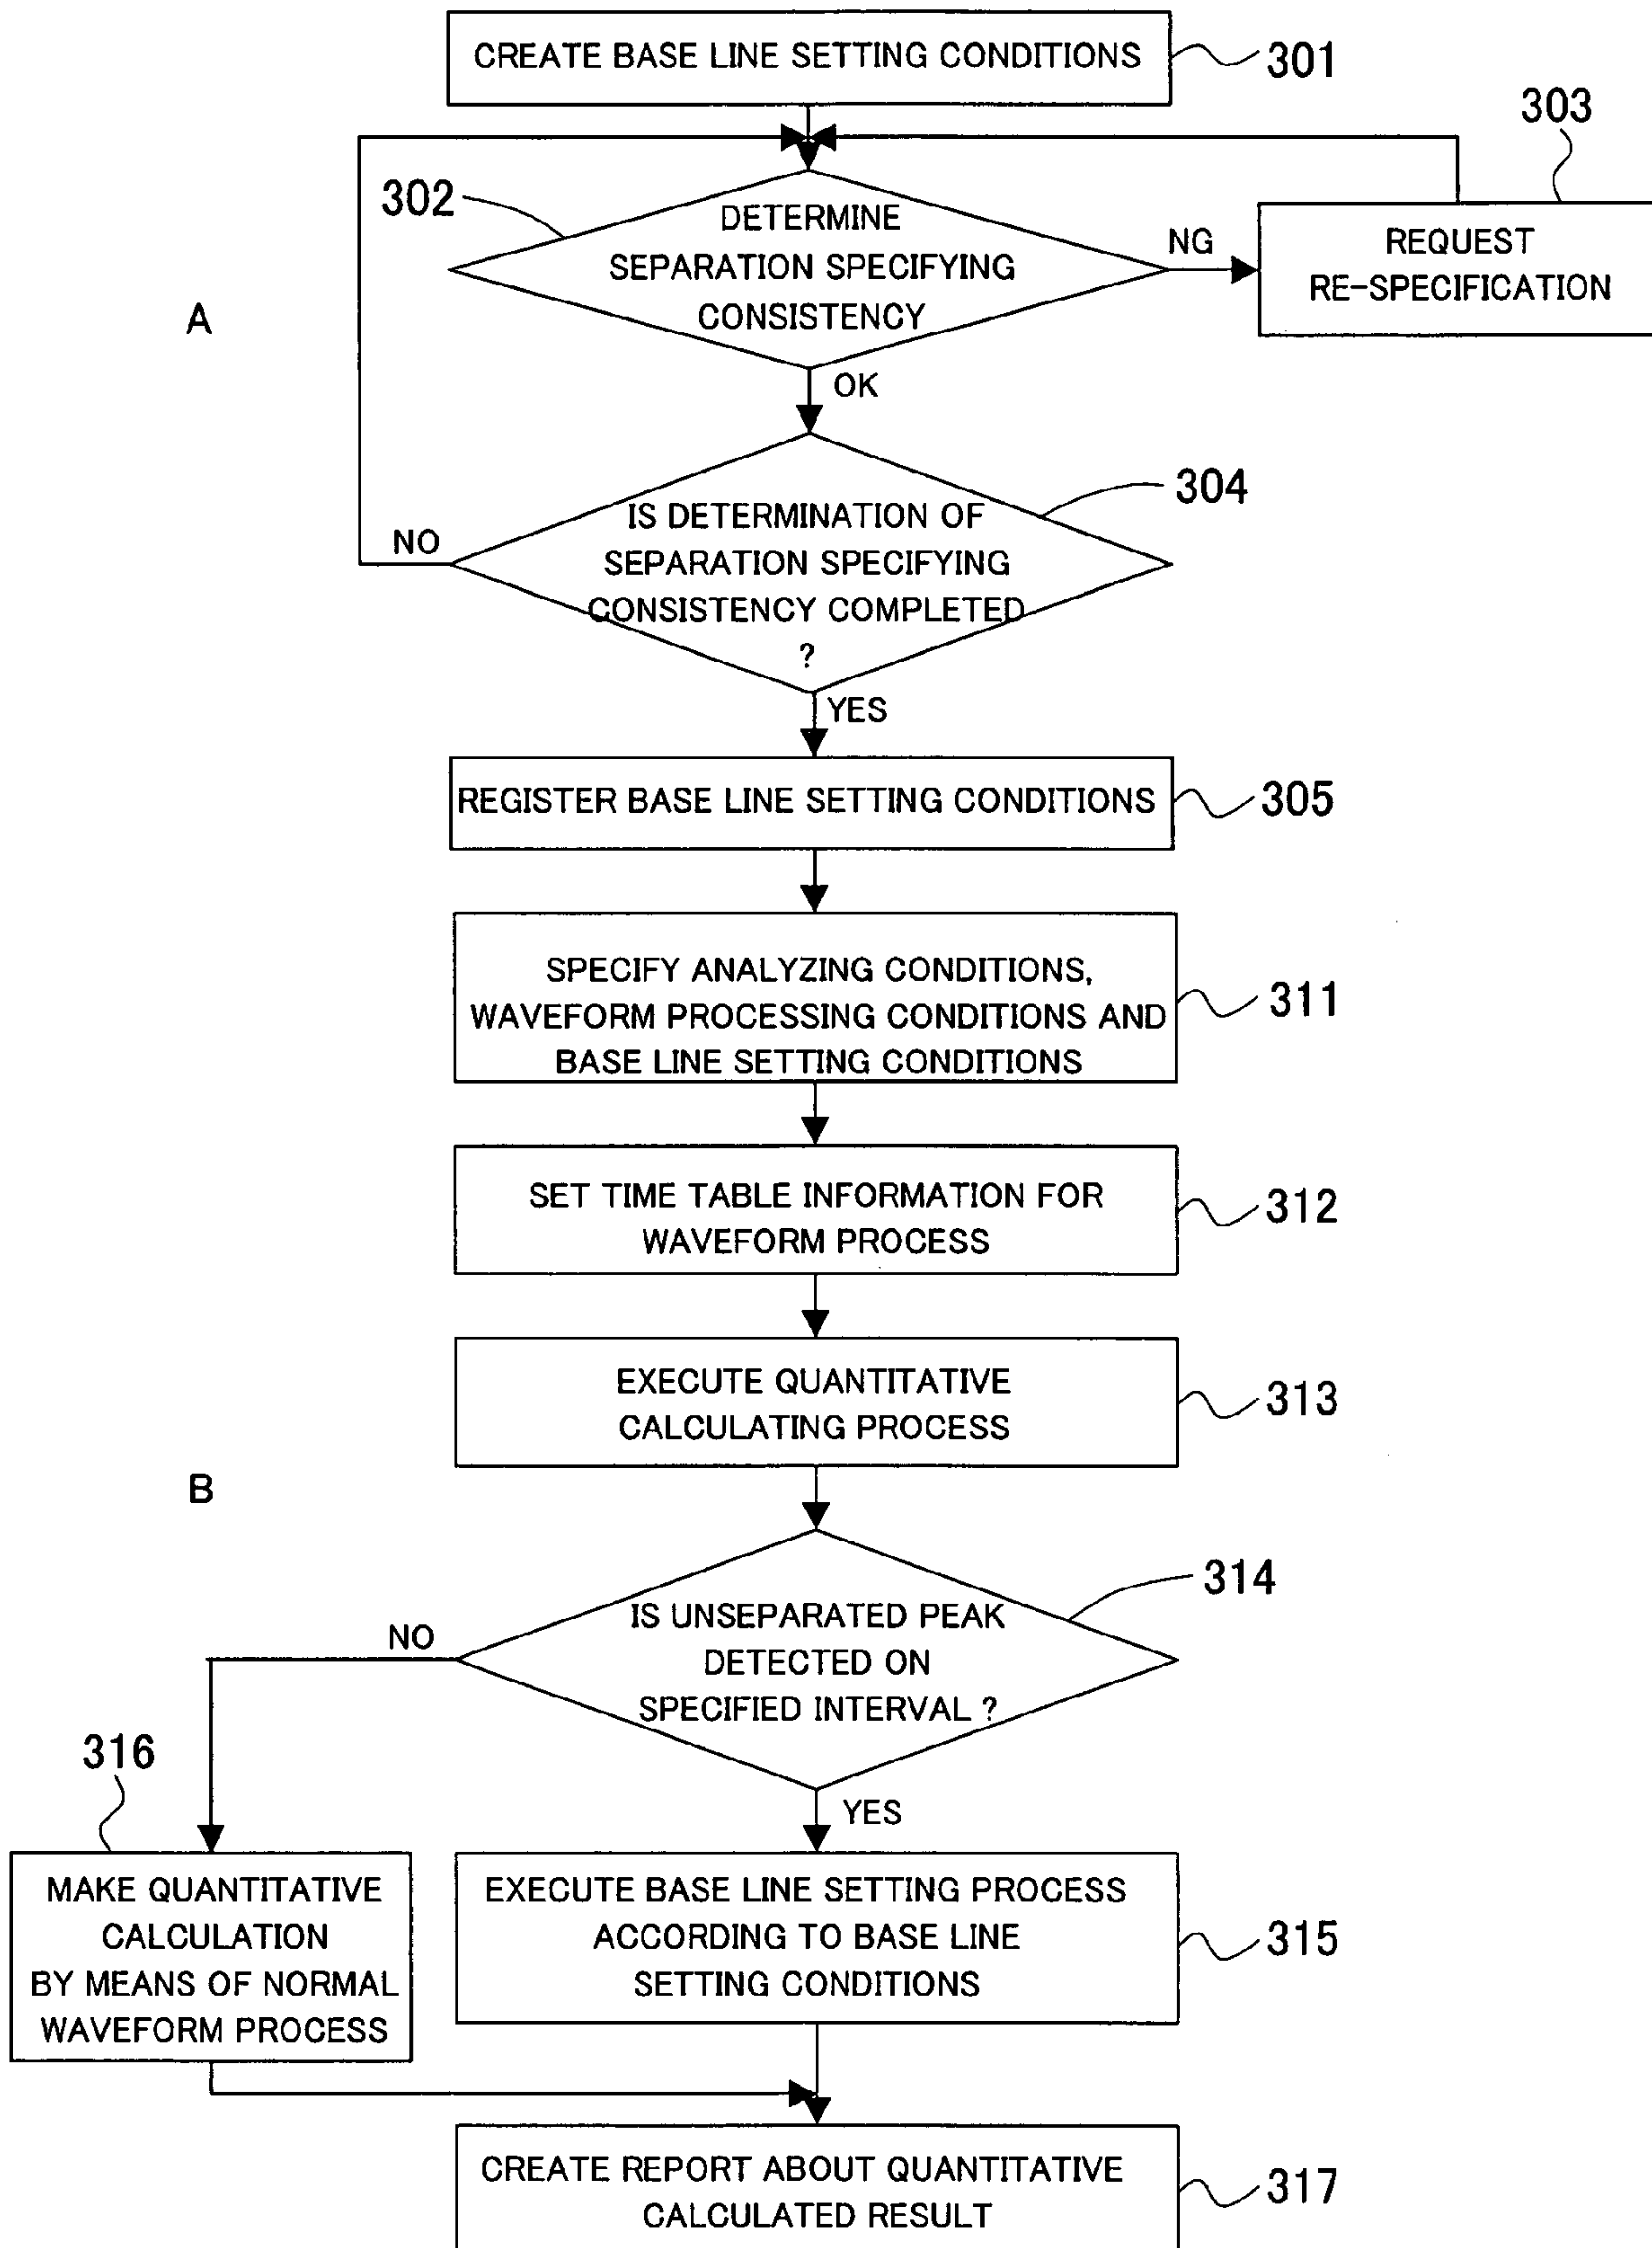 CREATE BASE LINE SETTING CONDITIONS
301
303
302
DETERMINE
SEPARATION SPECIFYING
CONSISTENCY
NG
REQUEST
RE-SPECIFICATION
A
OK
304
IS DETERMINATION OF
SEPARATION SPECIFYING
CONSISTENCY COMPLETED
?
NO
YES
REGISTER BASE LINE SETTING CONDITIONS
305
SPECIFY ANALYZING CONDITIONS,
WAVEFORM PROCESSING CONDITIONS AND
BASE LINE SETTING CONDITIONS
311
SET TIME TABLE INFORMATION FOR
WAVEFORM PROCESS
312
EXECUTE QUANTITATIVE
CALCULATING PROCESS
313
B
314
IS UNSEPARATED PEAK
DETECTED ON
SPECIFIED INTERVAL ?
NO
YES
316
MAKE QUANTITATIVE
CALCULATION
BY MEANS OF NORMAL
WAVEFORM PROCESS
EXECUTE BASE LINE SETTING PROCESS
ACCORDING TO BASE LINE
SETTING CONDITIONS
315
CREATE REPORT ABOUT QUANTITATIVE
CALCULATED RESULT
317